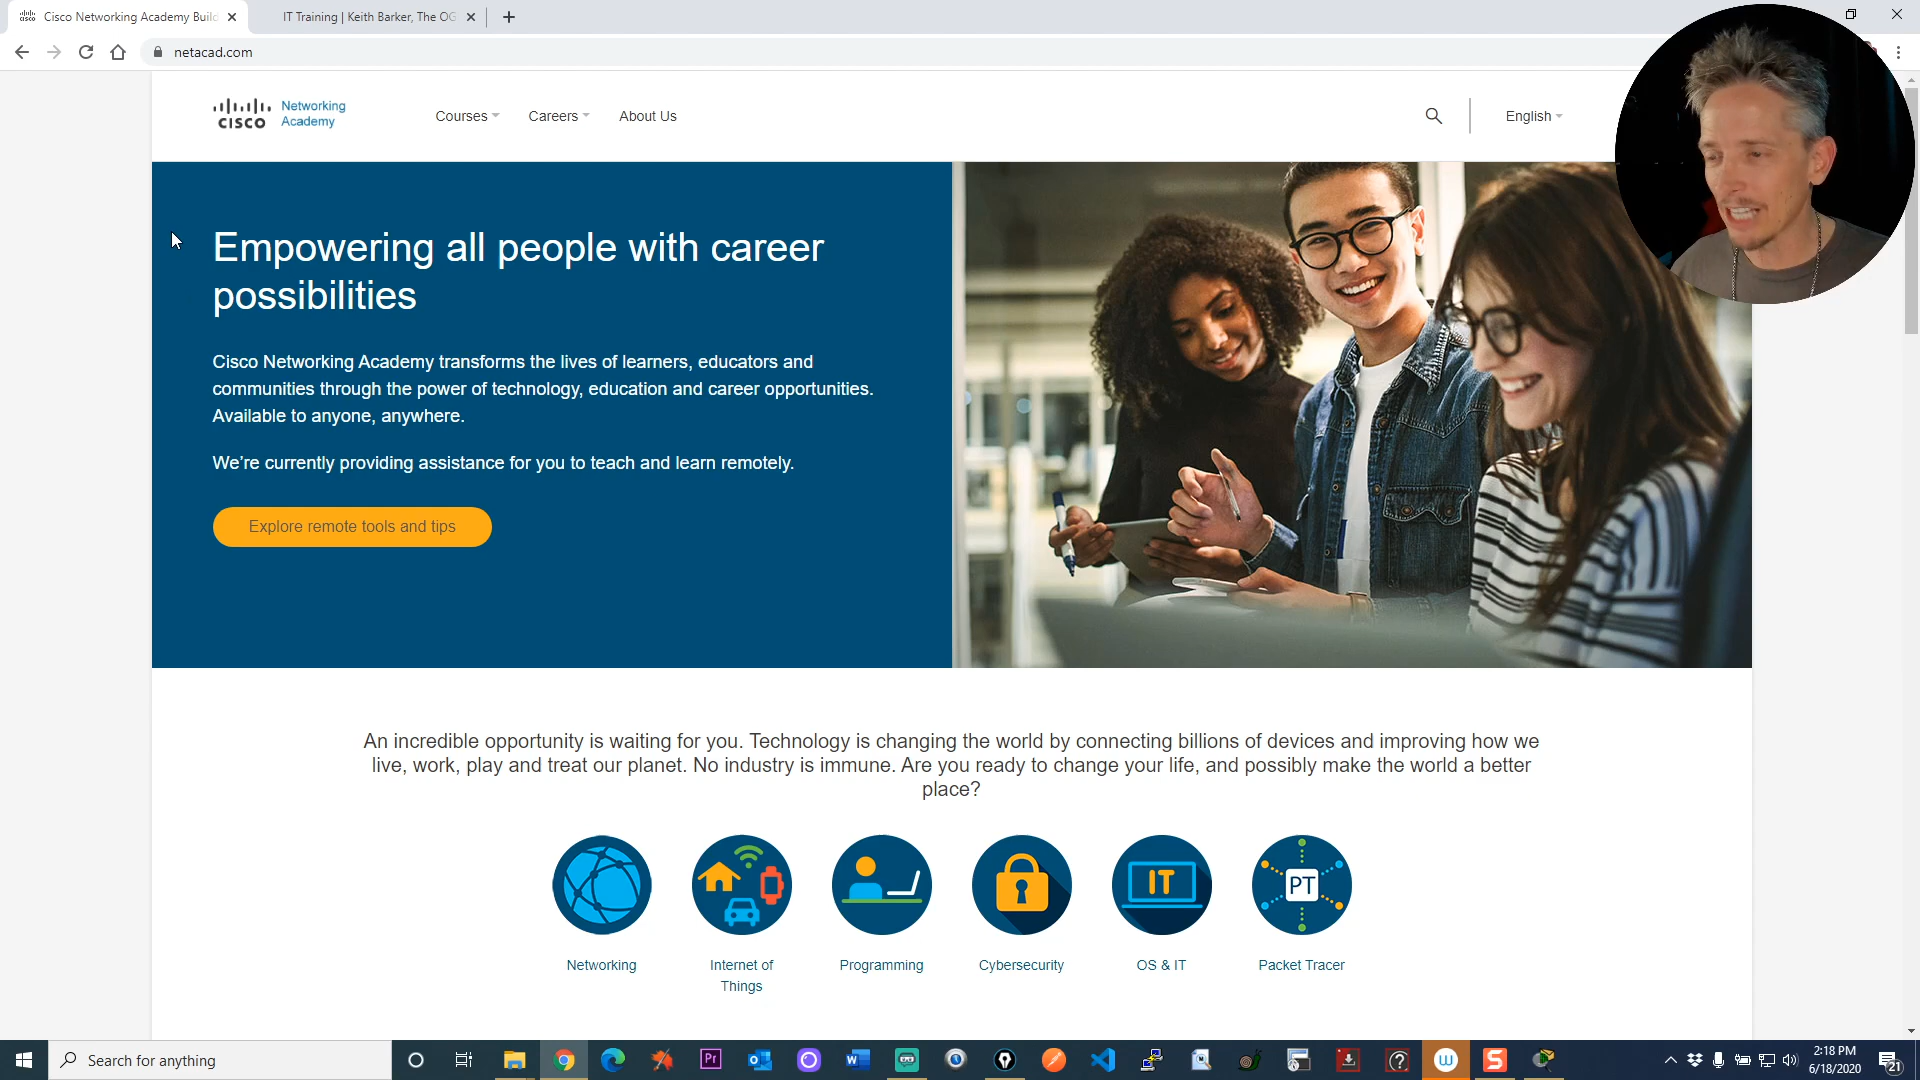 Cisco Networking Academy Build
IT Training | Keith Barker, The OG
netacad.com
CISCO
Networking
Academy
Courses
Careers
About Us
English
Empowering all people with career
possibilities
Cisco Networking Academy transforms the lives of learners, educators and
communities through the power of technology, education and career opportunities.
Available to anyone, anywhere.
We’re currently providing assistance for you to teach and learn remotely.
Explore remote tools and tips
An incredible opportunity is waiting for you. Technology is changing the world by connecting billions of devices and improving how we
live, work, play and treat our planet. No industry is immune. Are you ready to change your life, and possibly make the world a better
place?
IT
PT
Networking
Internet of
Things
Programming
Cybersecurity
OS & IT
Packet Tracer
Search for anything
Pr
W
W
S
2:18 PM
6/18/2020
21